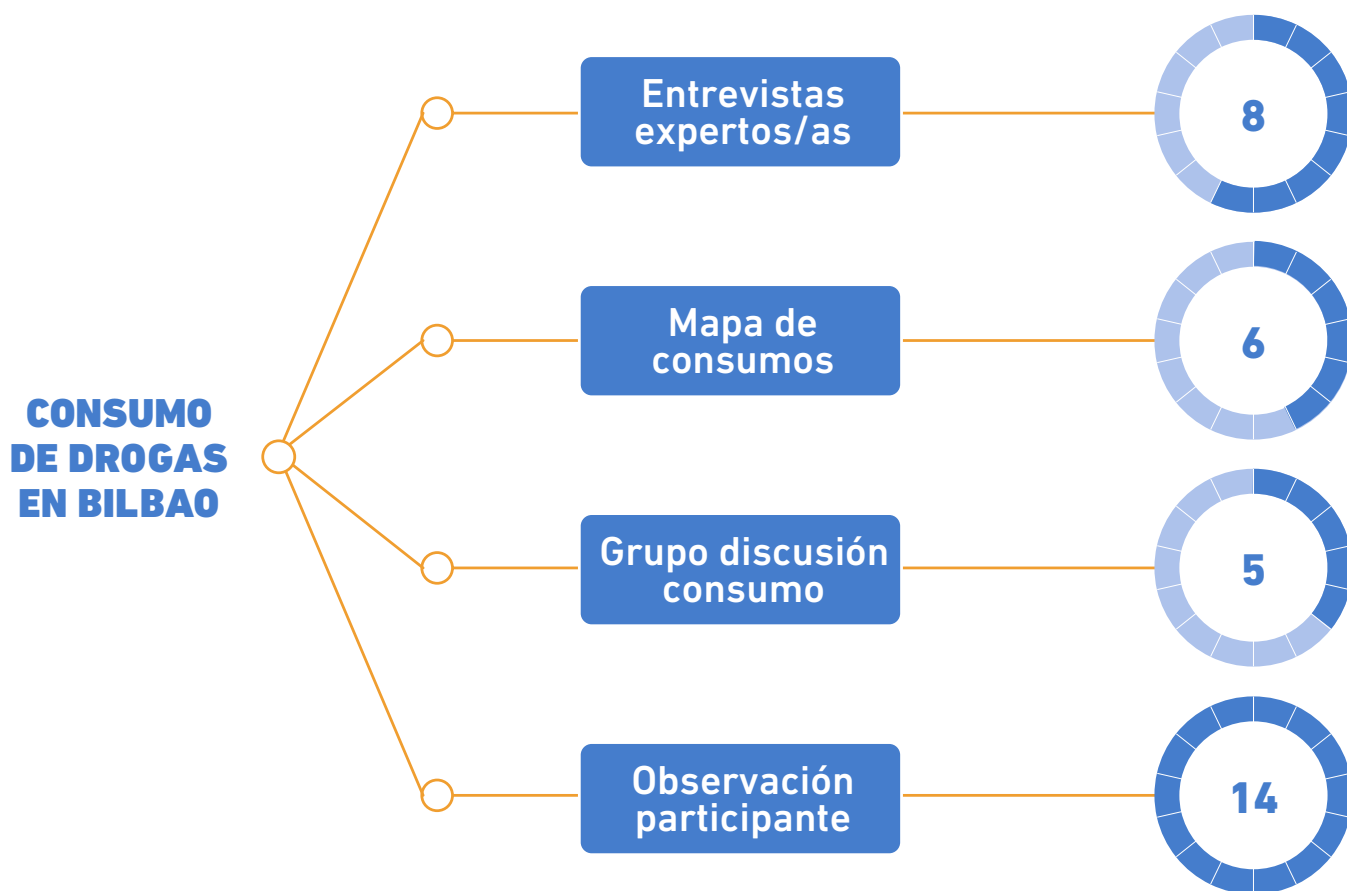 Entrevistas
expertos/as
8
Mapa de
consumos
6
CONSUMO
DE DROGAS
EN BILBAO
Grupo discusión
consumo
5
Observación
participante
14